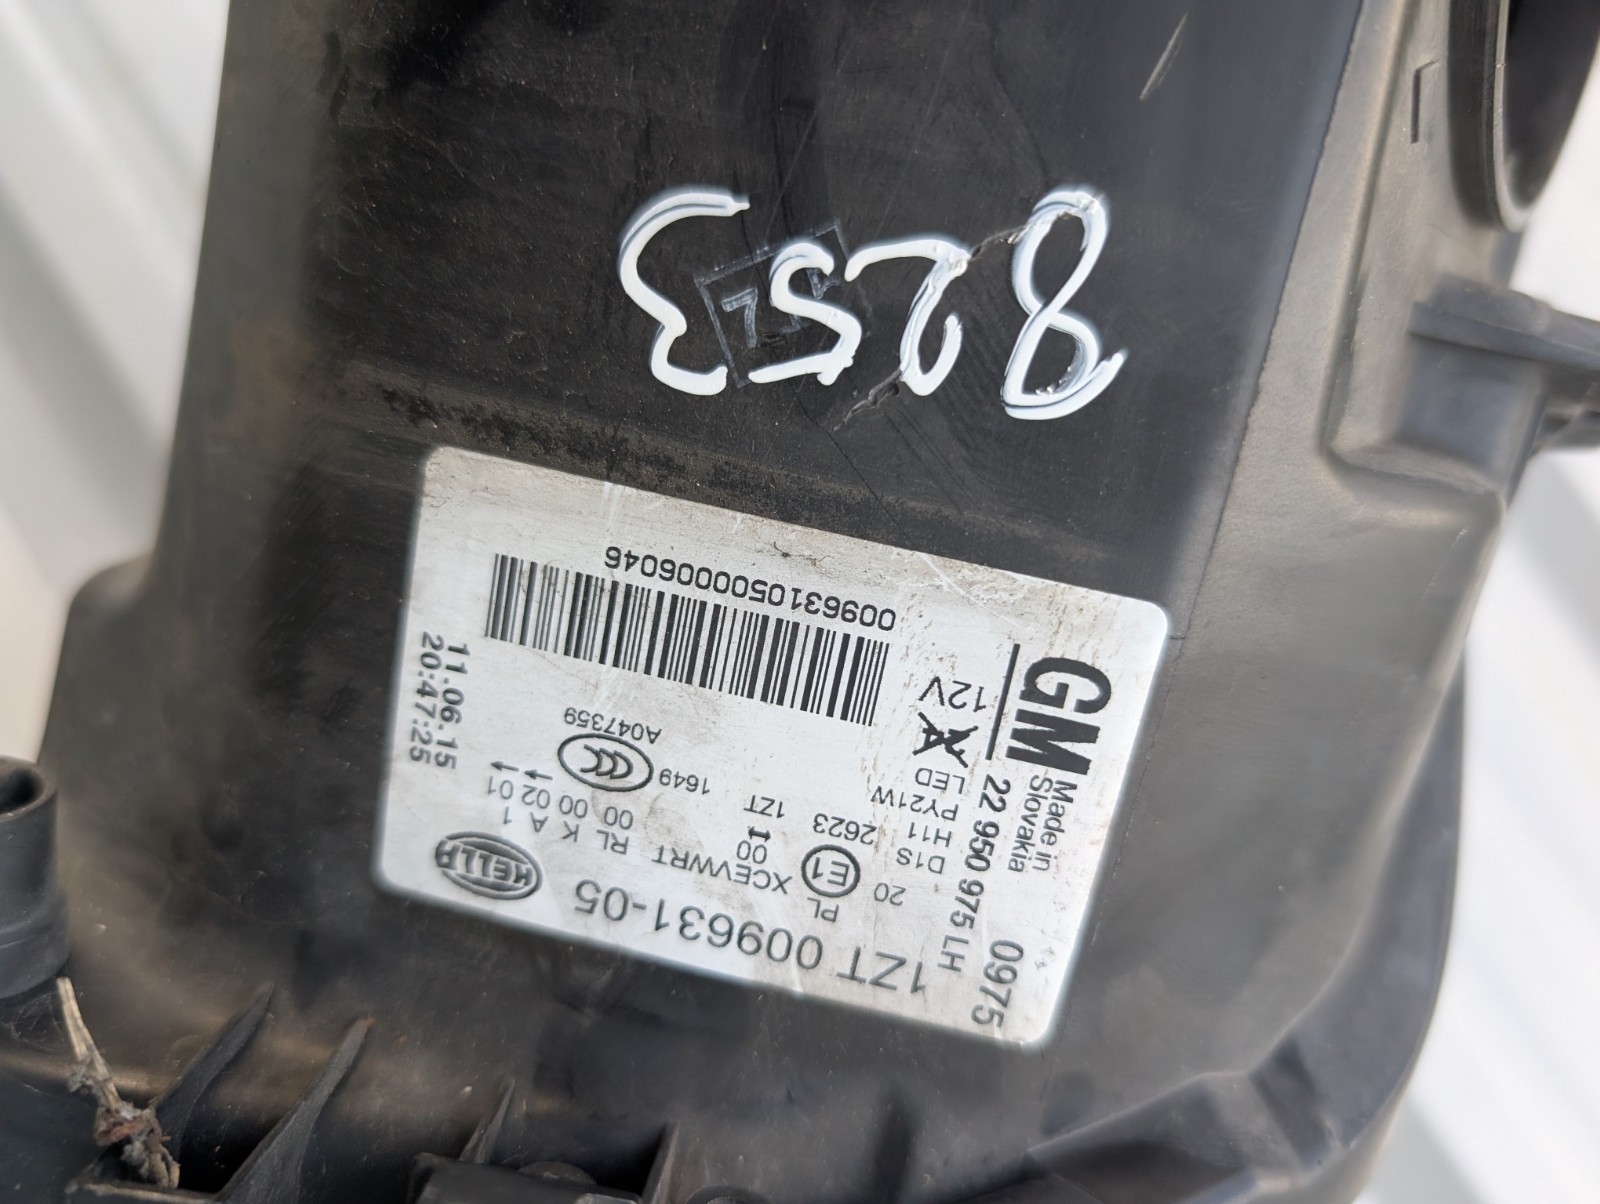 8253
1ZT 009631-05
HELLA
PL
E1
XCEVWRT RL K A 1
00 00 00 02 01
20 2623 1ZT 1649
CCC
A047359
D1S H11 PY21W LED
12V
0096310500006046
GM
Made in
Slovakia
22 950 975 LH
0975
11.06.15
20:47:25